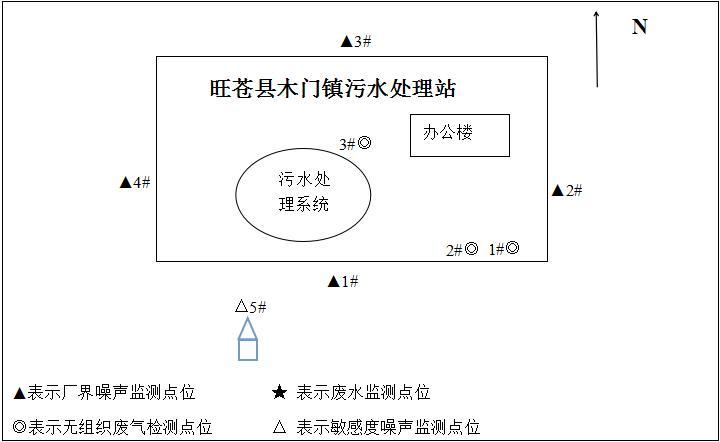 ▲3#
N
旺苍县木门镇污水处理站
办公楼
3#◎
污水处
理系统
▲4#
▲2#
2#◎ 1#◎
▲1#
△5#
▲表示厂界噪声监测点位
★ 表示废水监测点位
◎表示无组织废气检测点位
△ 表示敏感度噪声监测点位